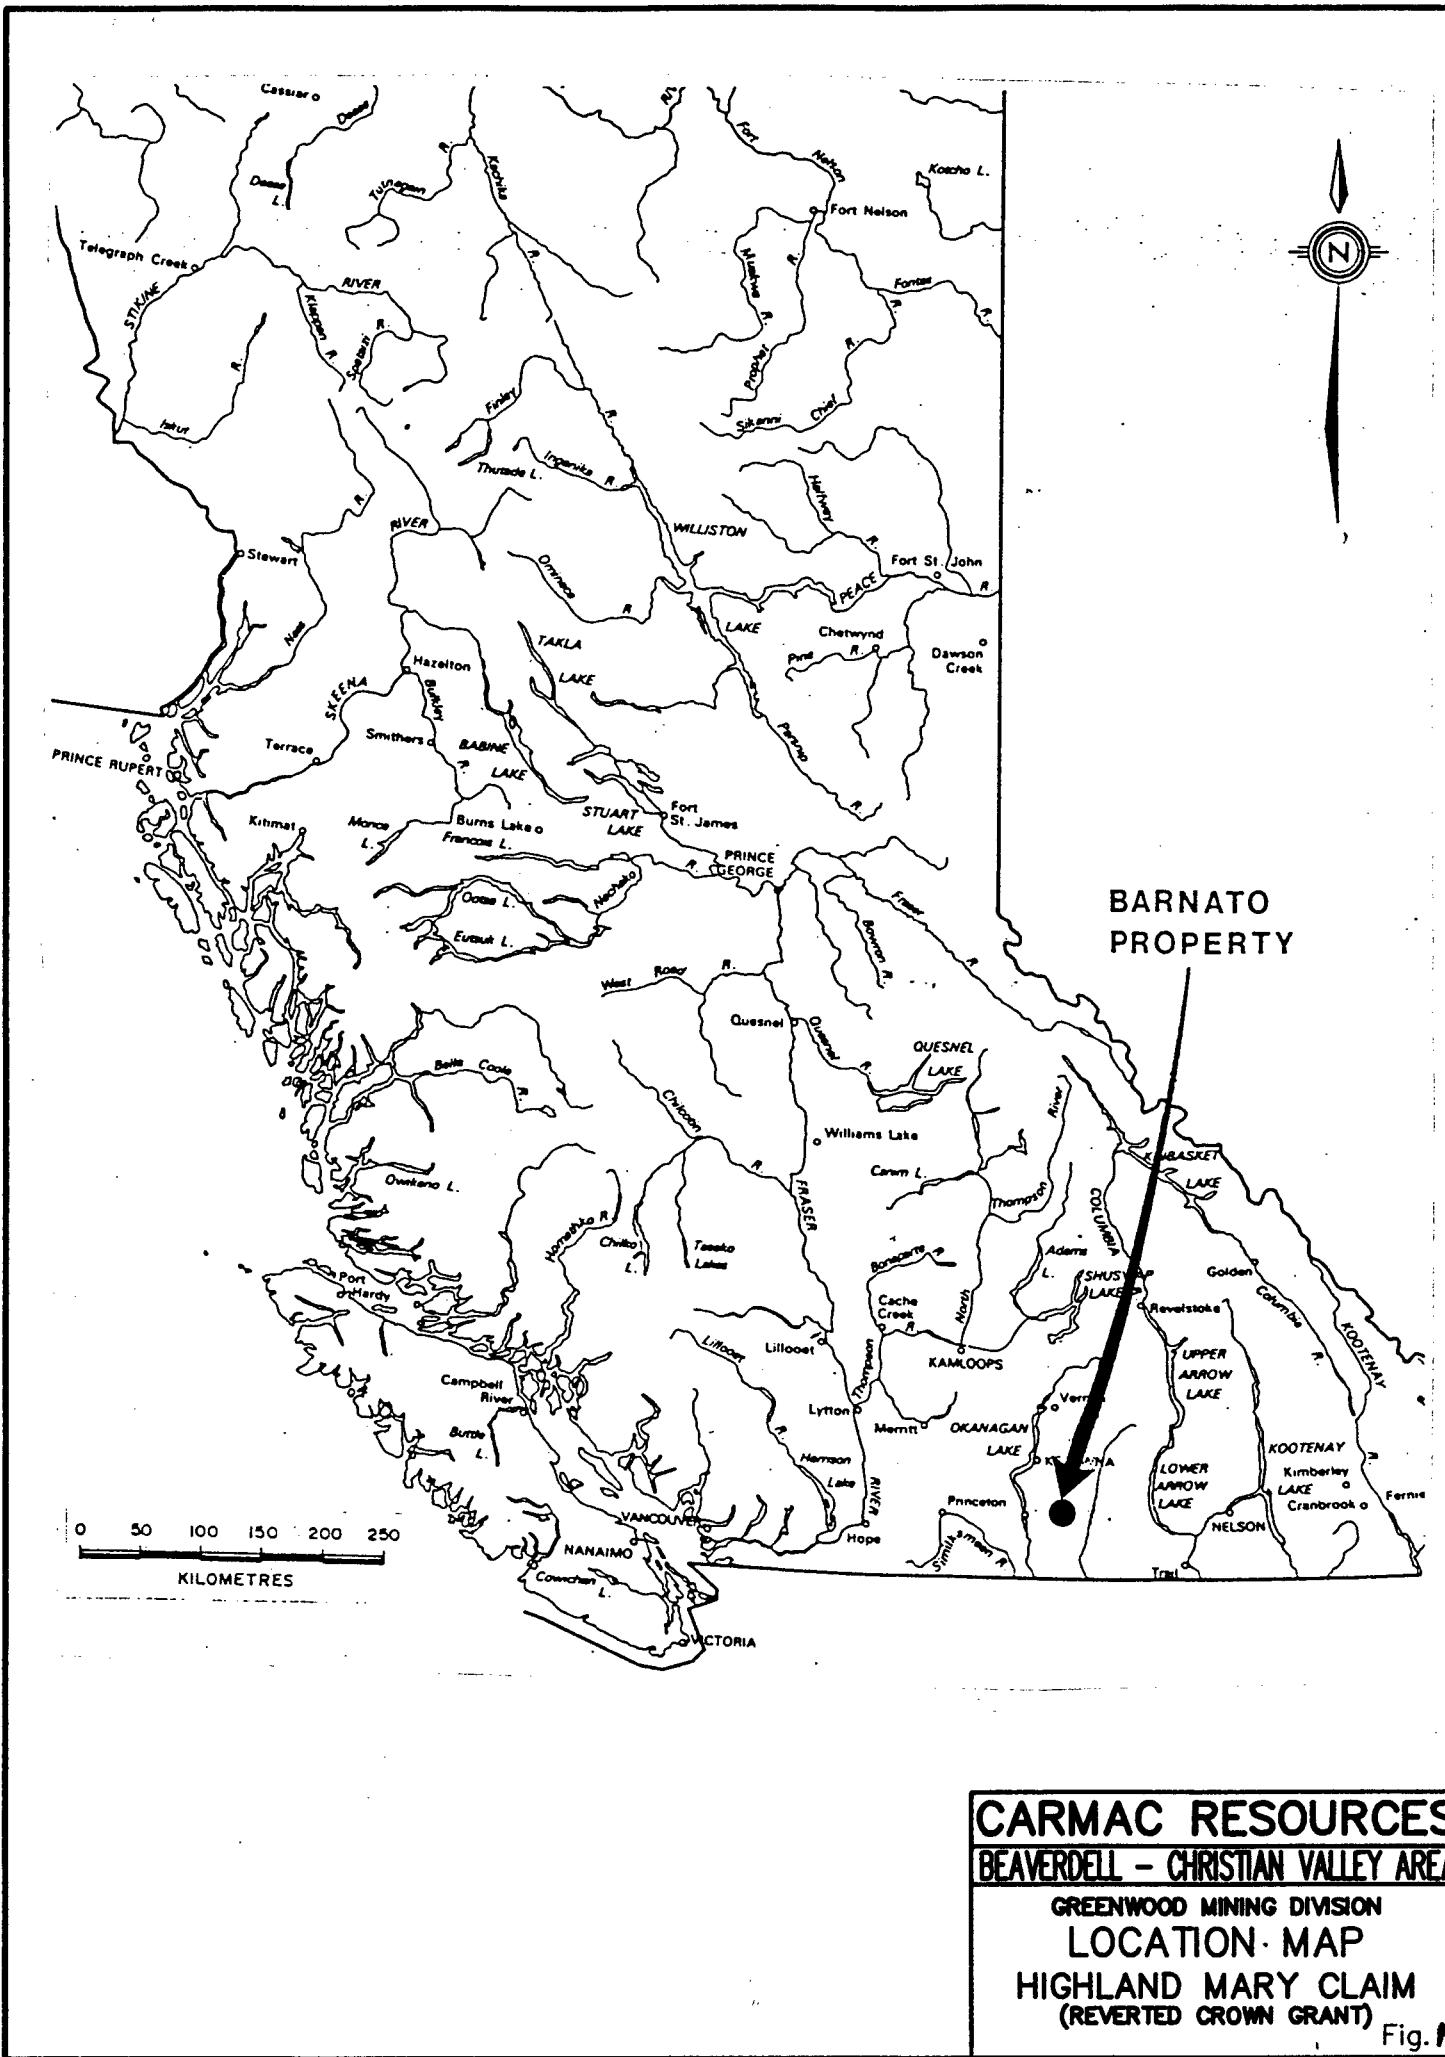 Cassiar
Dease
Dease
L.
Turnagain
R.
Kechika
R.
Fort
Nelson
Kotcho L.
Fort Nelson
Telegraph Creek
STIKINE
RIVER
Klappan R.
Spatsizi
R.
R.
Iskut
Muskwa
R.
Prophet
R.
Fontas
R.
R.
Sikanni
Chief
R.
Finlay
R.
Thutade L.
Ingenika
R.
Halfway
R.
WILLISTON
LAKE
RIVER
R.
Stewart
Nass
Omineca
R.
Fort St. John
PEACE
R
Chetwynd
Pine
R.
Dawson
Creek
TAKLA
LAKE
Hazelton
SKEENA
Bulkley
R.
Smithers
Terrace
BABINE
LAKE
Parsnip
R.
PRINCE RUPERT
Kitimat
Burns Lake
Francois L.
STUART
LAKE
Fort
St. James
PRINCE
GEORGE
R.
Nechako
Ootsa L.
Eutsuk L.
Fraser
R.
Bowron
R.
BARNATO
PROPERTY
West
Road
R.
Quesnel
Quesnel
R.
QUESNEL
LAKE
Bella
Coola
R.
Chilcotin
R.
Williams Lake
River
Canim L.
Thompson
North
KINBASKET
LAKE
COLUMBIA
FRASER
RIVER
Owikeno L.
Homathko R.
Chilko
L.
Taseko
Lakes
Bonaparte
R.
Adams
L.
SHUSWAP
LAKE
Golden
Columbia
R.
KOOTENAY
R.
Port
Hardy
Cache
Creek
R
Revelstoke
Lillooet
Lillooet
R.
Thompson
KAMLOOPS
UPPER
ARROW
LAKE
Campbell
River
Buttle
L.
Lytton
Merritt
OKANAGAN
LAKE
Harrison
Lake
LOWER
ARROW
LAKE
KOOTENAY
LAKE
Kimberley
Cranbrook
Fernie
Princeton
NELSON
Similkameen R.
Trail
VANCOUVER
Hope
NANAIMO
Cowichan
L.
VICTORIA
N
0 50 100 150 200 250
KILOMETRES
CARMAC RESOURCES
BEAVERDELL - CHRISTIAN VALLEY AREA
GREENWOOD MINING DIVISION
LOCATION MAP
HIGHLAND MARY CLAIM
(REVERTED CROWN GRANT)
Fig. 1